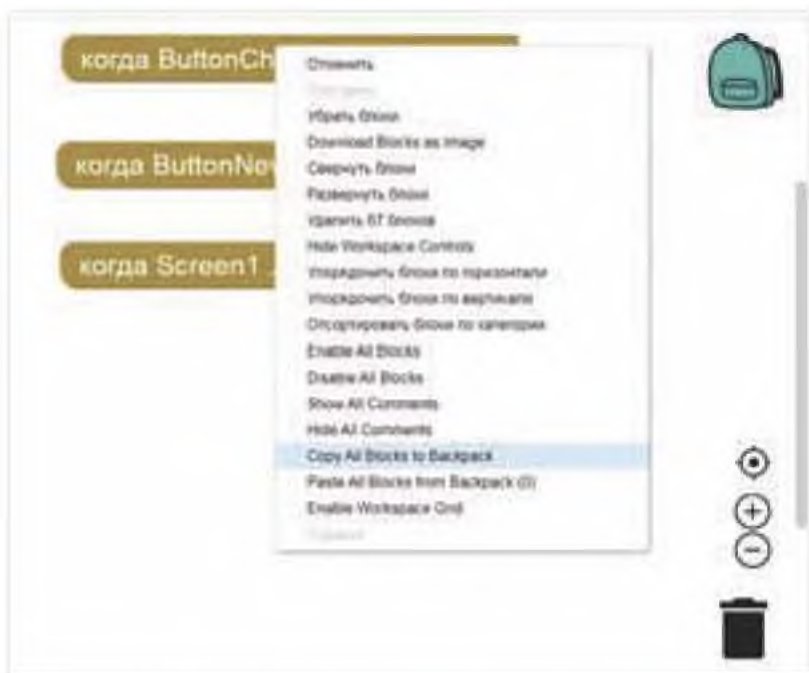 когда ButtonCh
когда ButtonNe
когда Screen1 .
Отменить
Убрать блоки
Download Blocks as Image
Свернуть блоки
Развернуть блоки
Удалить 67 блоков
Hide Workspace Controls
Упорядочить блоки по горизонтали
Упорядочить блоки по вертикали
Отсортировать блоки по категории
Enable All Blocks
Disable All Blocks
Show All Comments
Hide All Comments
Copy All Blocks to Backpack
Paste All Blocks from Backpack (0)
Enable Workspace Grid